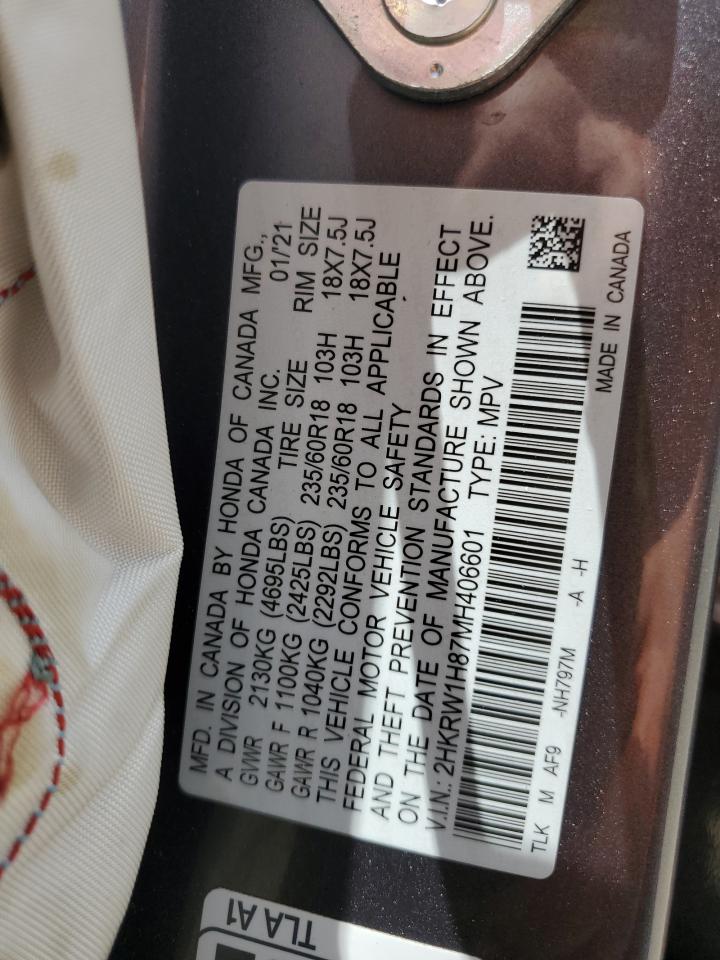 MFD. IN CANADA BY HONDA OF CANADA MFG.,
A DIVISION OF HONDA CANADA INC. 01/'21
GVWR 2130KG (4695LBS) TIRE SIZE RIM SIZE
GAWR F 1100KG (2425LBS) 235/60R18 103H 18X7.5J
GAWR R 1040KG (2292LBS) 235/60R18 103H 18X7.5J
THIS VEHICLE CONFORMS TO ALL APPLICABLE
FEDERAL MOTOR VEHICLE SAFETY
AND THEFT PREVENTION STANDARDS IN EFFECT
ON THE DATE OF MANUFACTURE SHOWN ABOVE.
V.I.N.: 2HKRW1H87MH406601 TYPE: MPV
TLK M AF9 -NH797M -A -H MADE IN CANADA
TLA A1